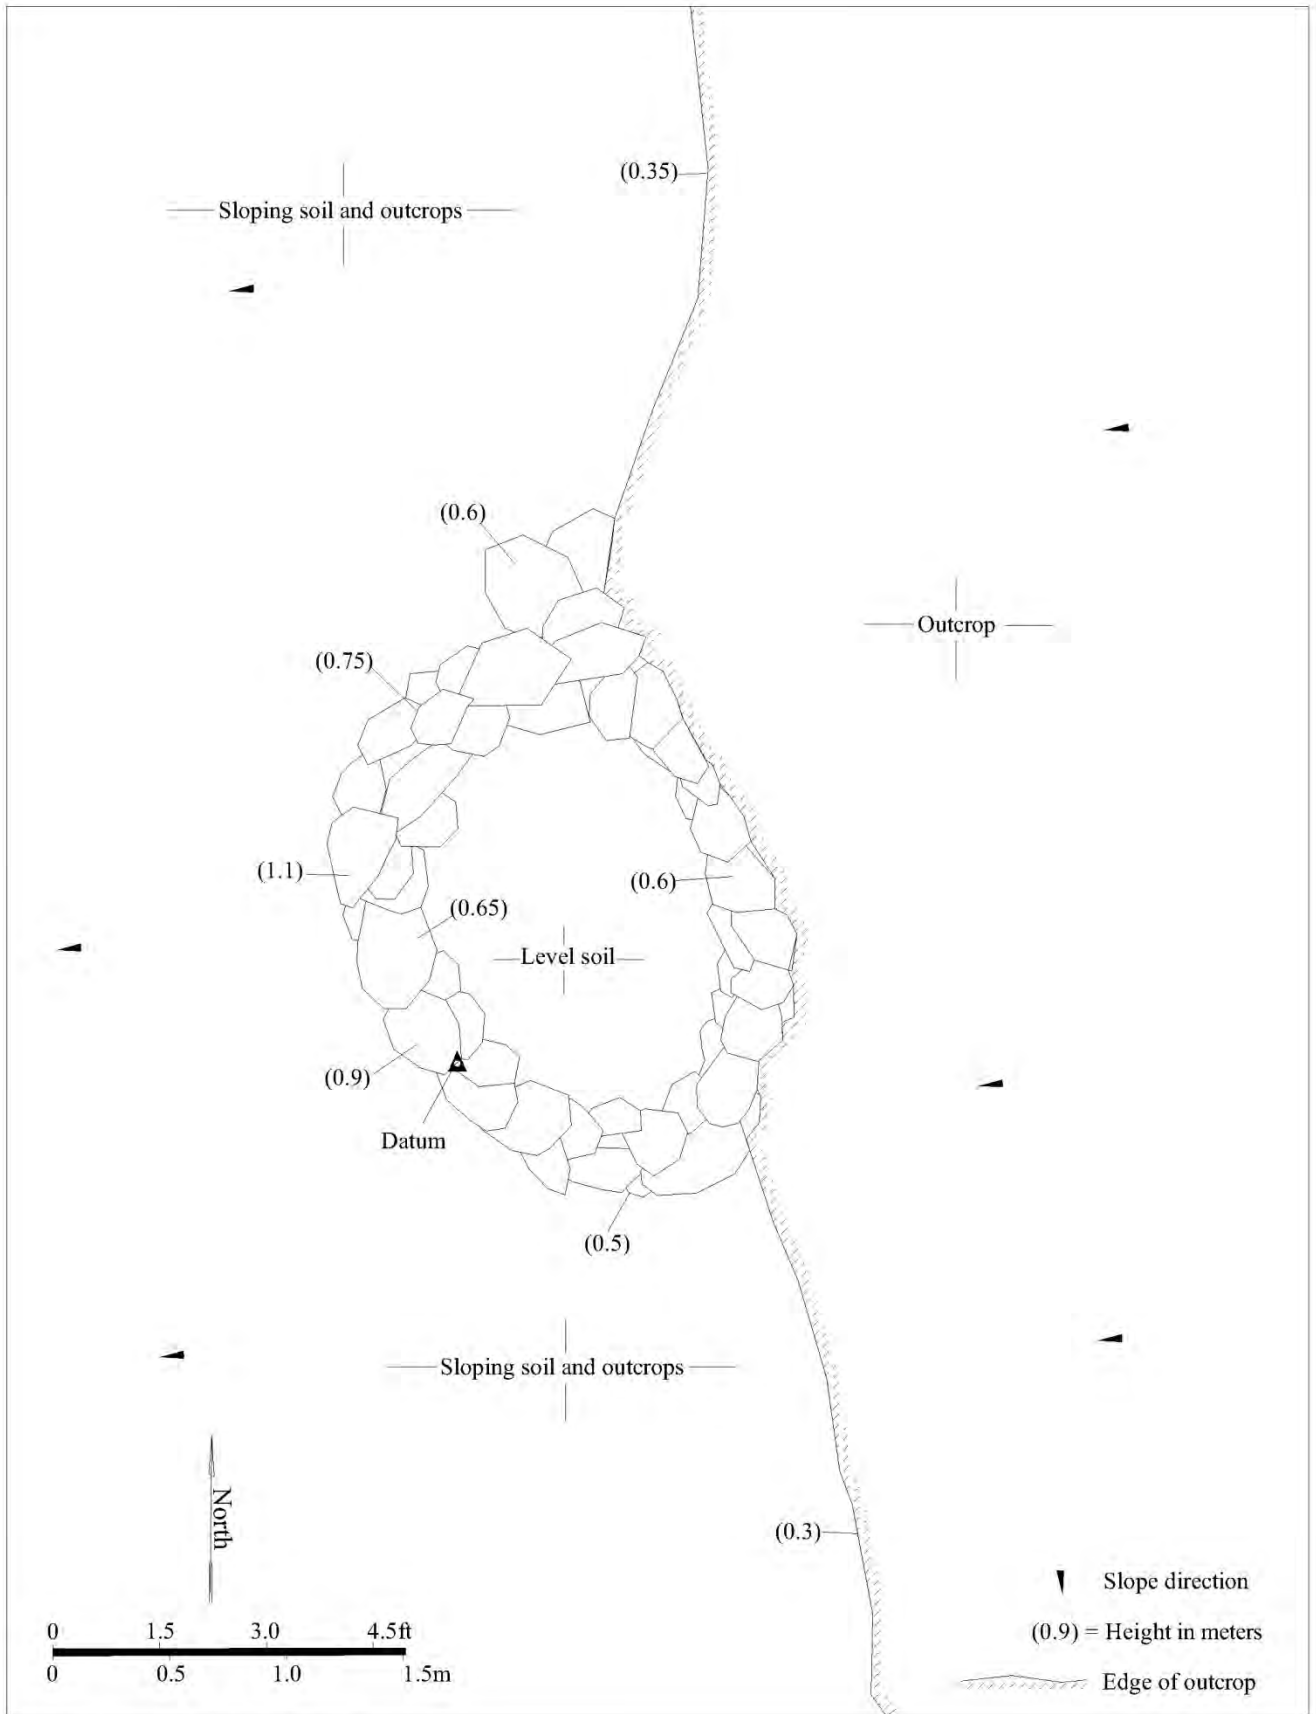 (0.35)
Sloping soil and outcrops
(0.6)
Outcrop
(0.75)
(1.1)
(0.6)
(0.65)
Level soil
(0.9)
Datum
(0.5)
Sloping soil and outcrops
North
(0.3)
Slope direction
(0.9) = Height in meters
Edge of outcrop
0 1.5 3.0 4.5ft
0 0.5 1.0 1.5m